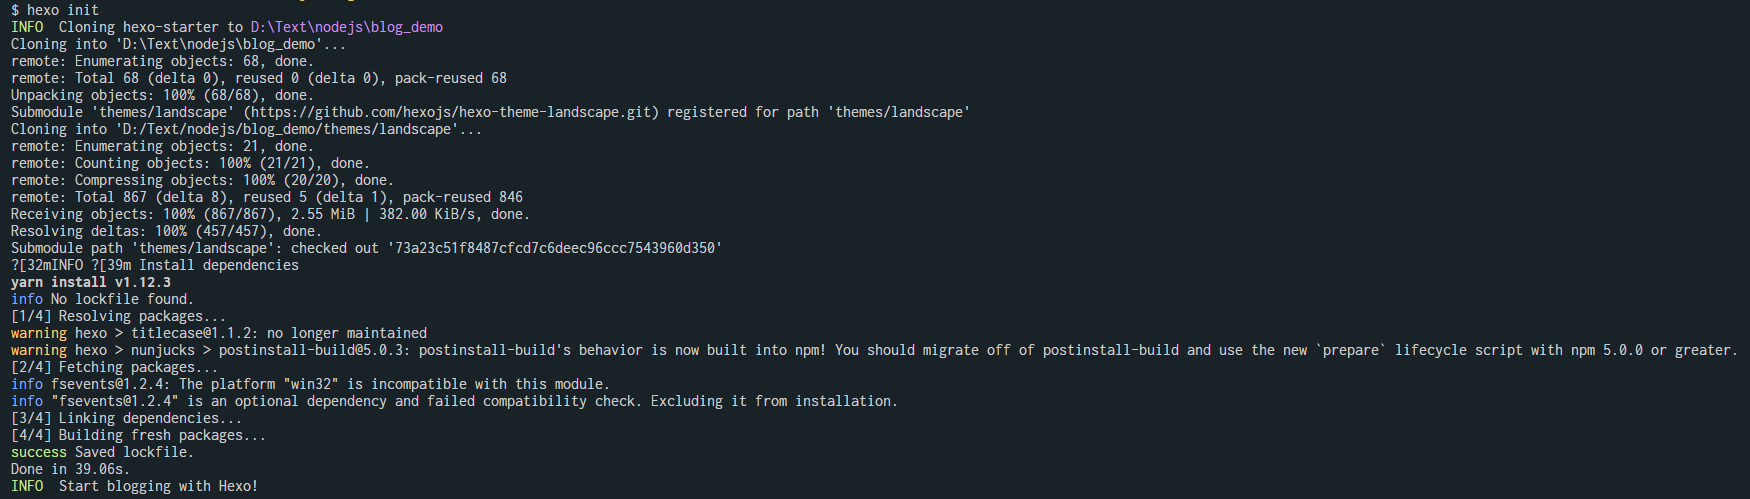 $ hexo init
INFO  Cloning hexo-starter to D:\Text\nodejs\blog_demo
Cloning into 'D:\Text\nodejs\blog_demo'...
remote: Enumerating objects: 68, done.
remote: Total 68 (delta 0), reused 0 (delta 0), pack-reused 68
Unpacking objects: 100% (68/68), done.
Submodule 'themes/landscape' (https://github.com/hexojs/hexo-theme-landscape.git) registered for path 'themes/landscape'
Cloning into 'D:/Text/nodejs/blog_demo/themes/landscape'...
remote: Enumerating objects: 21, done.
remote: Counting objects: 100% (21/21), done.
remote: Compressing objects: 100% (20/20), done.
remote: Total 867 (delta 8), reused 5 (delta 1), pack-reused 846
Receiving objects: 100% (867/867), 2.55 MiB | 382.00 KiB/s, done.
Resolving deltas: 100% (457/457), done.
Submodule path 'themes/landscape': checked out '73a23c51f8487cfcd7c6deec96ccc7543960d350'
?[32mINFO ?[39m Install dependencies
yarn install v1.12.3
info No lockfile found.
[1/4] Resolving packages...
warning hexo > titlecase@1.1.2: no longer maintained
warning hexo > nunjucks > postinstall-build@5.0.3: postinstall-build's behavior is now built into npm! You should migrate off of postinstall-build and use the new `prepare` lifecycle script with npm 5.0.0 or greater.
[2/4] Fetching packages...
info fsevents@1.2.4: The platform "win32" is incompatible with this module.
info "fsevents@1.2.4" is an optional dependency and failed compatibility check. Excluding it from installation.
[3/4] Linking dependencies...
[4/4] Building fresh packages...
success Saved lockfile.
Done in 39.06s.
INFO  Start blogging with Hexo!